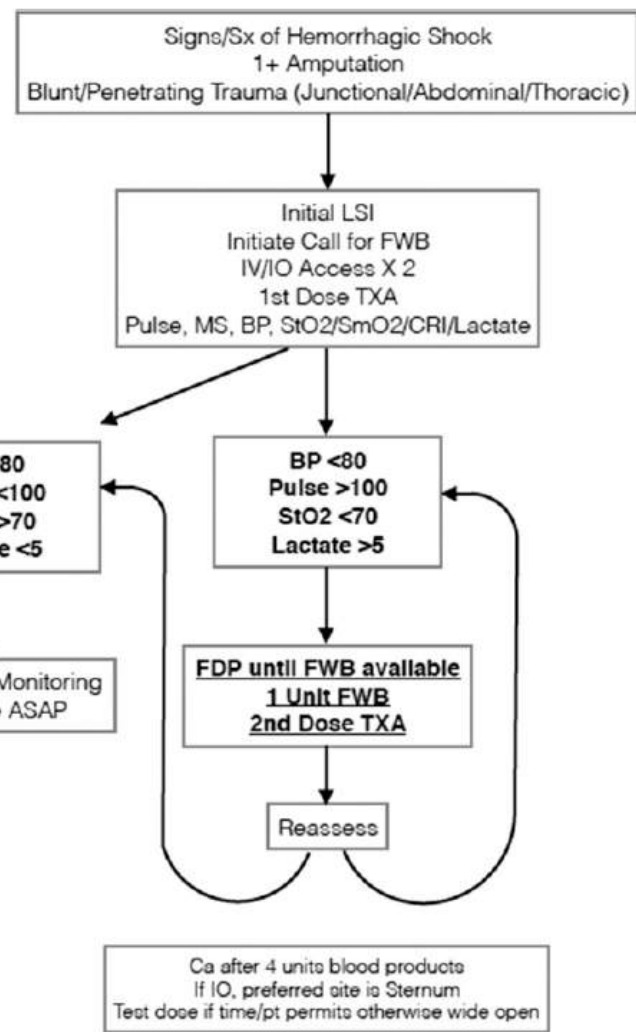 Signs/Sx of Hemorrhagic Shock
1+ Amputation
Blunt/Penetrating Trauma (Junctional/Abdominal/Thoracic)
Initial LSI
Initiate Call for FWB
IV/IO Access X 2
1st Dose TXA
Pulse, MS, BP, StO2/SmO2/CRI/Lactate
80
<100
>70
e <5
BP <80
Pulse >100
StO2 <70
Lactate >5
Monitoring
ASAP
FDP until FWB available
1 Unit FWB
2nd Dose TXA
Reassess
Ca after 4 units blood products
If IO, preferred site is Sternum
Test dose if time/pt permits otherwise wide open